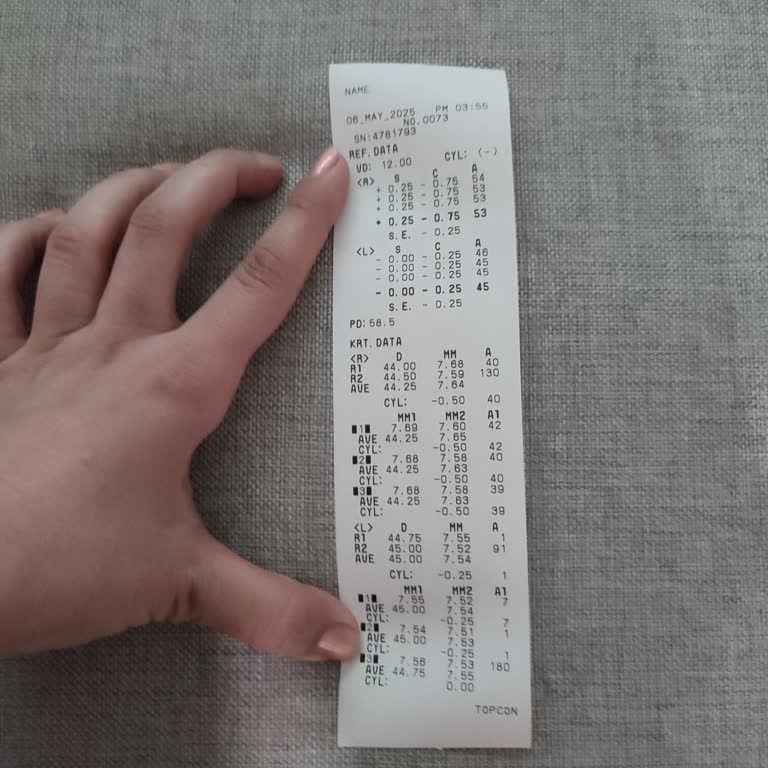 NAME
06_MAY_2025 PM 03:55
NO.0073
SN:4781793
REF.DATA
VD: 12.00 CYL: (-)
<R> S C A
+ 0.25 - 0.75 54
+ 0.25 - 0.75 53
+ 0.25 - 0.75 53
+ 0.25 - 0.75 53
S.E. - 0.25
<L> S C A
- 0.00 - 0.25 46
- 0.00 - 0.25 45
- 0.00 - 0.25 45
- 0.00 - 0.25 45
S.E. - 0.25
PD:58.5
KRT.DATA
<R> D MM A
R1 44.00 7.68 40
R2 44.50 7.59 130
AVE 44.25 7.64
CYL: -0.50 40
MM1 MM2 A1
1 7.69 7.60 42
AVE 44.25 7.65
CYL: -0.50 42
2 7.68 7.58 40
AVE 44.25 7.63
CYL: -0.50 40
3 7.68 7.58 39
AVE 44.25 7.63
CYL: -0.50 39
<L> D MM A
R1 44.75 7.55 1
R2 45.00 7.52 91
AVE 45.00 7.54
CYL: -0.25 1
MM1 MM2 A1
1 7.55 7.52 7
AVE 45.00 7.54
CYL: -0.25 7
2 7.54 7.51 1
AVE 45.00 7.53
CYL: -0.25 1
3 7.56 7.53 180
AVE 44.75 7.55
CYL: 0.00
TOPCON